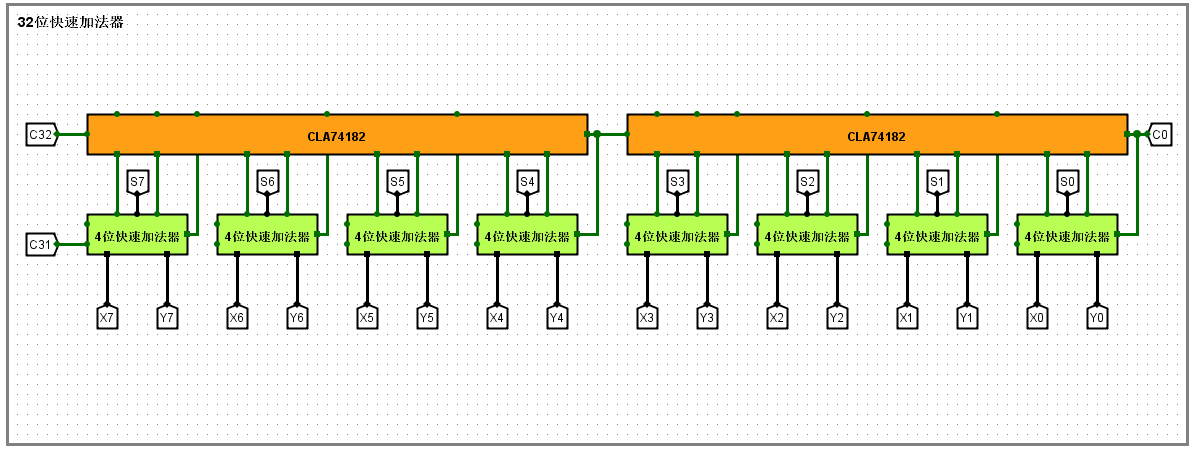 32位快速加法器
C32 CLA74182 CLA74182 C0
S7 S6 S5 S4 S3 S2 S1 S0
C31 4位快速加法器 4位快速加法器 4位快速加法器 4位快速加法器 4位快速加法器 4位快速加法器 4位快速加法器 4位快速加法器
X7 Y7 X6 Y6 X5 Y5 X4 Y4 X3 Y3 X2 Y2 X1 Y1 X0 Y0